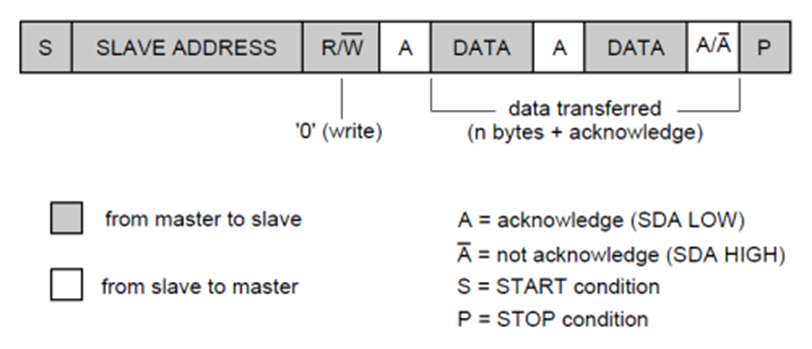 S SLAVE ADDRESS R/W̅ A DATA A DATA A/A̅ P
'0' (write)
data transferred
(n bytes + acknowledge)
from master to slave
from slave to master
A = acknowledge (SDA LOW)
A̅ = not acknowledge (SDA HIGH)
S = START condition
P = STOP condition